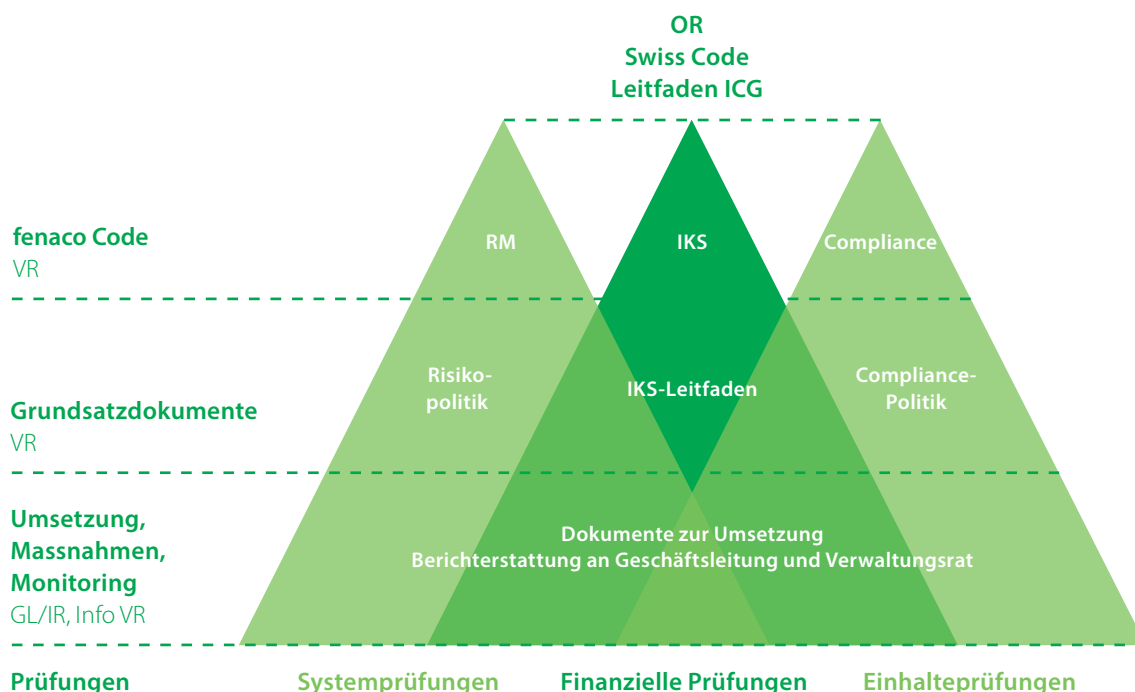 OR
Swiss Code
Leitfaden ICG
fenaco Code
VR
RM
IKS
Compliance
Grundsatzdokumente
VR
Risiko-
politik
IKS-Leitfaden
Compliance-
Politik
Umsetzung,
Massnahmen,
Monitoring
GL/IR, Info VR
Dokumente zur Umsetzung
Berichterstattung an Geschäftsleitung und Verwaltungsrat
Prüfungen
Systemprüfungen
Finanzielle Prüfungen
Einhalteprüfungen